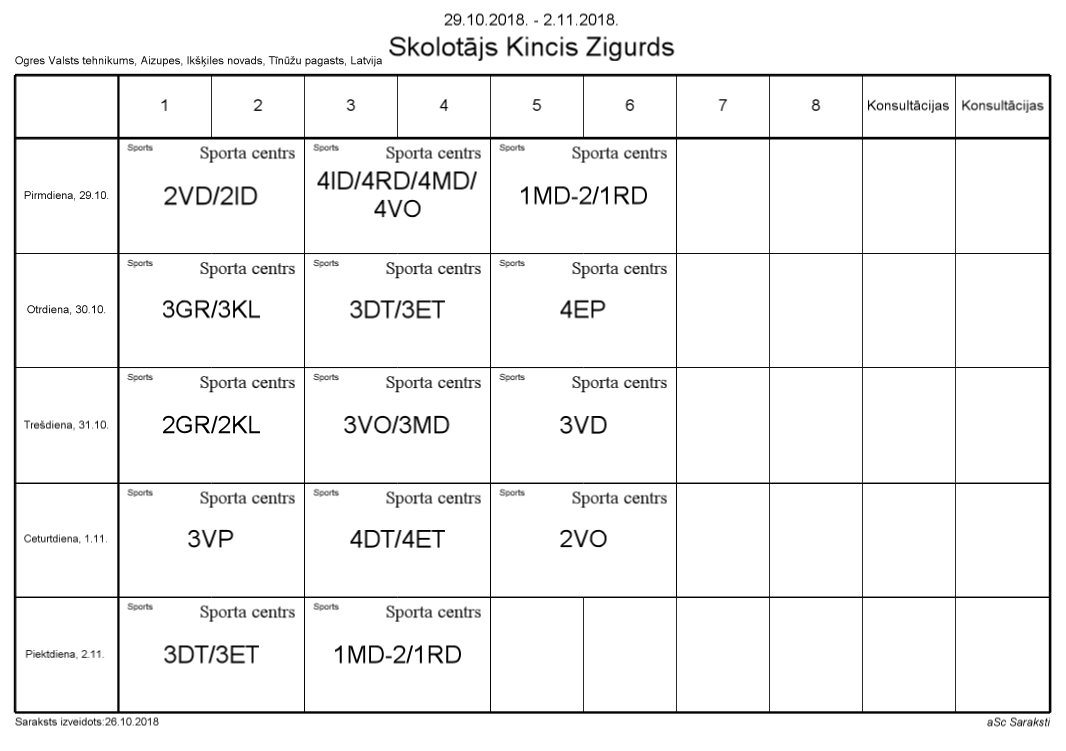 29.10.2018. - 2.11.2018.
Skolotājs Kincis Zigurds
Ogres Valsts tehnikums, Aizupes, Ikšķiles novads, Tīnūžu pagasts, Latvija
1 2 3 4 5 6 7 8 Konsultācijas Konsultācijas
Sports Sporta centrs Sports Sporta centrs Sports Sporta centrs
Pirmdiena, 29.10. 2VD/2ID 4ID/4RD/4MD/ 1MD-2/1RD
4VO
Sports Sporta centrs Sports Sporta centrs Sports Sporta centrs
Otrdiena, 30.10. 3GR/3KL 3DT/3ET 4EP
Sports Sporta centrs Sports Sporta centrs Sports Sporta centrs
Trešdiena, 31.10. 2GR/2KL 3VO/3MD 3VD
Sports Sporta centrs Sports Sporta centrs Sports Sporta centrs
Ceturtdiena, 1.11. 3VP 4DT/4ET 2VO
Sports Sporta centrs Sports Sporta centrs
Piektdiena, 2.11. 3DT/3ET 1MD-2/1RD
Saraksts izveidots:26.10.2018 aSc Saraksti